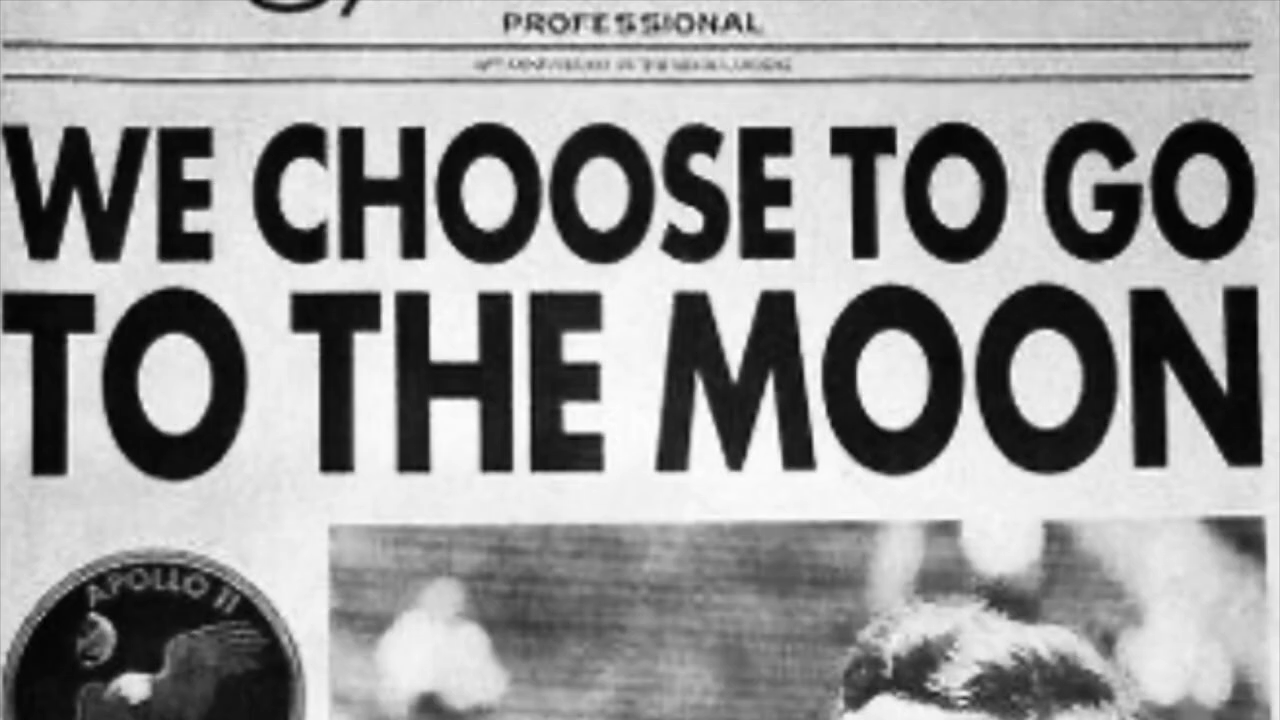 PROFESSIONAL
WE CHOOSE TO GO
TO THE MOON
APOLLO 11